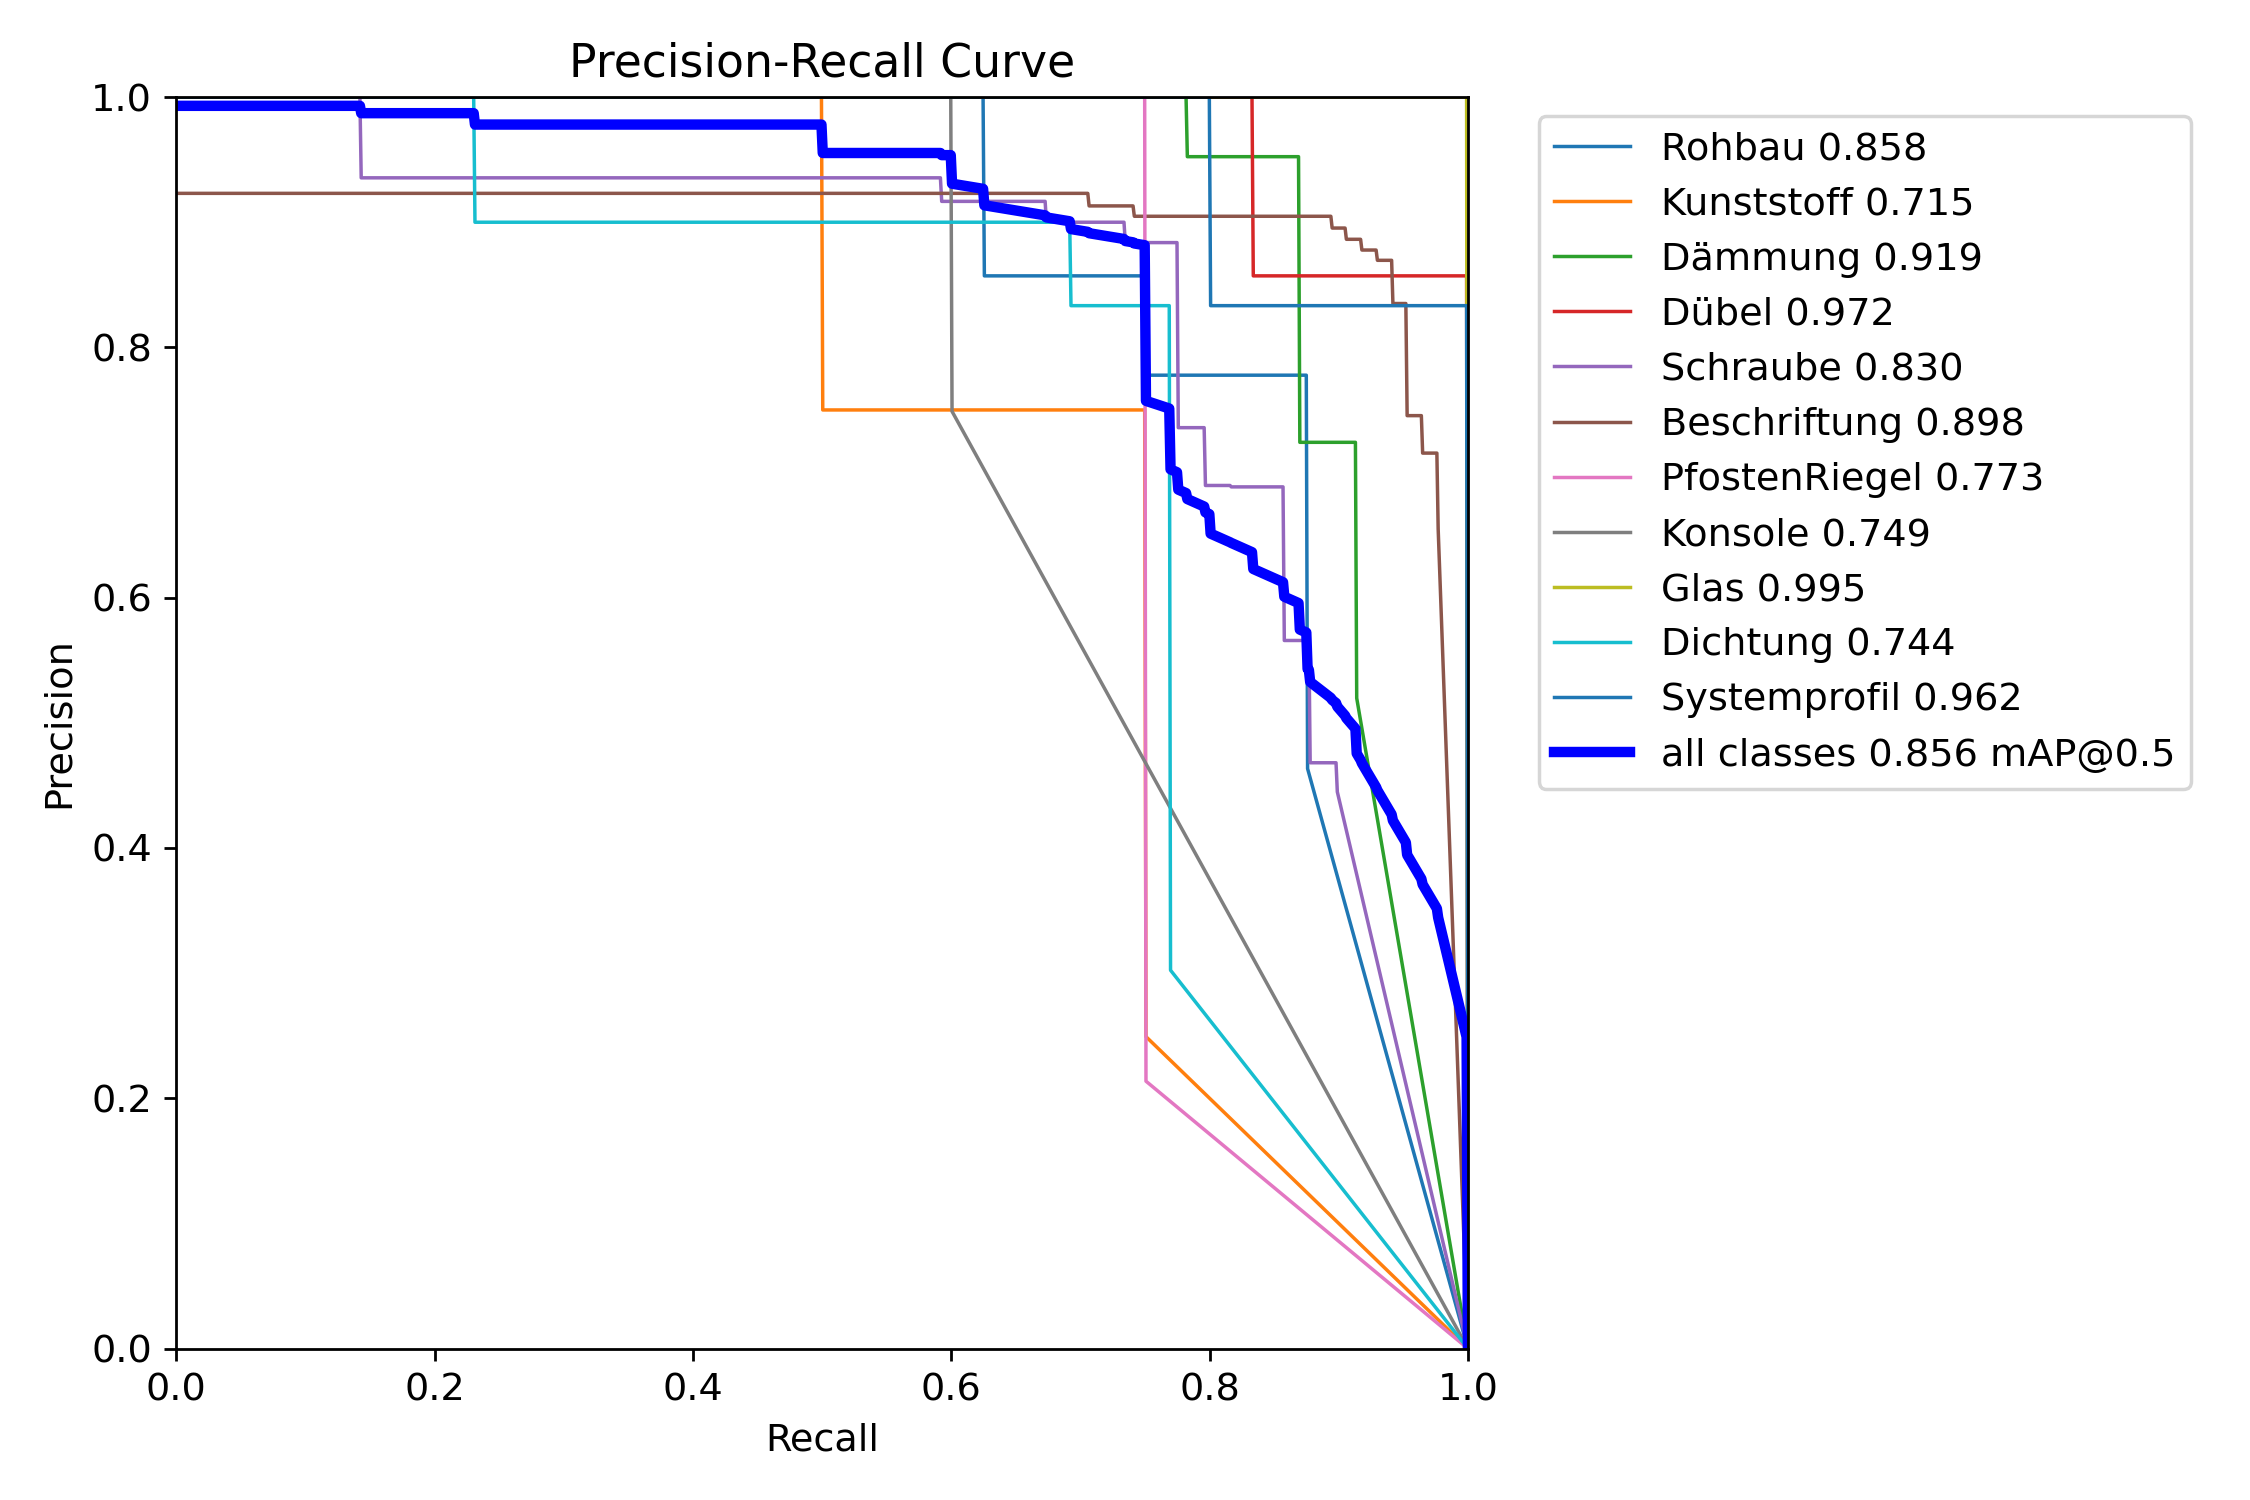 Precision-Recall Curve
1.0
0.8
0.6
0.4
0.2
0.0
Precision
0.0 0.2 0.4 0.6 0.8 1.0
Recall
Rohbau 0.858
Kunststoff 0.715
Dämmung 0.919
Dübel 0.972
Schraube 0.830
Beschriftung 0.898
PfostenRiegel 0.773
Konsole 0.749
Glas 0.995
Dichtung 0.744
Systemprofil 0.962
all classes 0.856 mAP@0.5